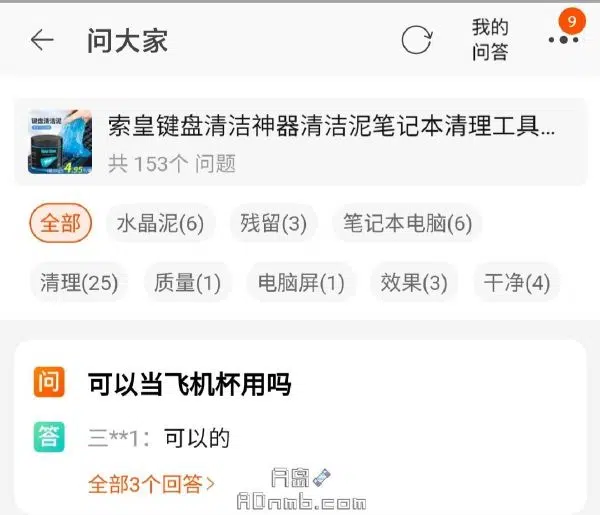 问大家
我的
问答
9
键盘清洁泥
4.95
索皇键盘清洁神器清洁泥笔记本清理工具...
共 153个 问题
全部
水晶泥(6)
残留(3)
笔记本电脑(6)
清理(25)
质量(1)
电脑屏(1)
效果(3)
干净(4)
问
可以当飞机杯用吗
答
三**1: 可以的
全部3个回答>
A岛
ADnmb.com